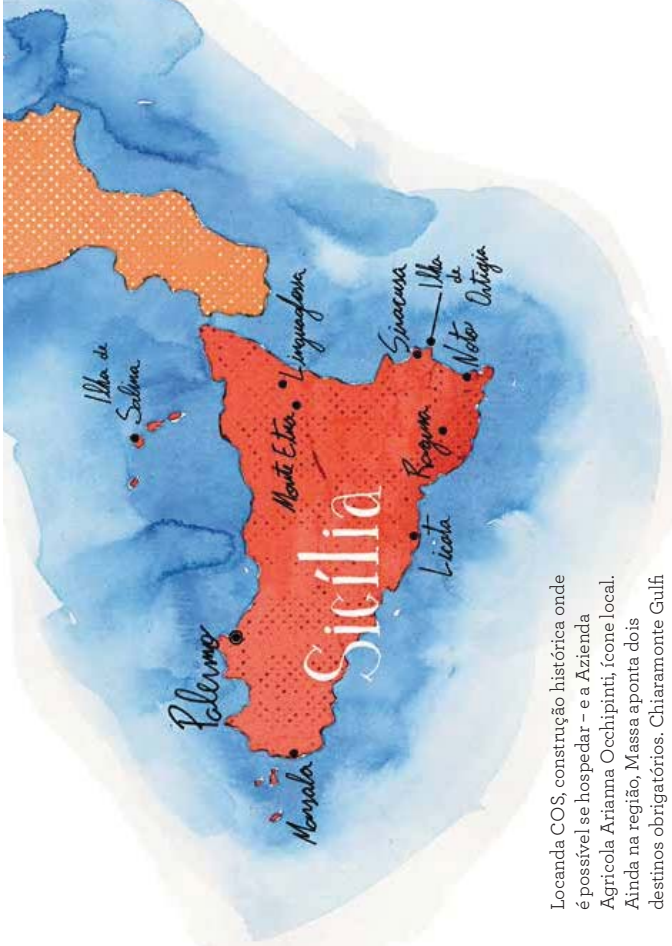 Ilha de
Salina
Palermo
Marsala
Monte Etna
Linguaglossa
Sicília
Siracusa
Ilha
de
Ortigia
Noto
Ragusa
Licata
Locanda COS, construção histórica onde
é possível se hospedar – e a Azienda
Agricola Arianna Occhipinti, ícone local.
Ainda na região, Massa aponta dois
destinos obrigatórios. Chiaramonte Gulfi